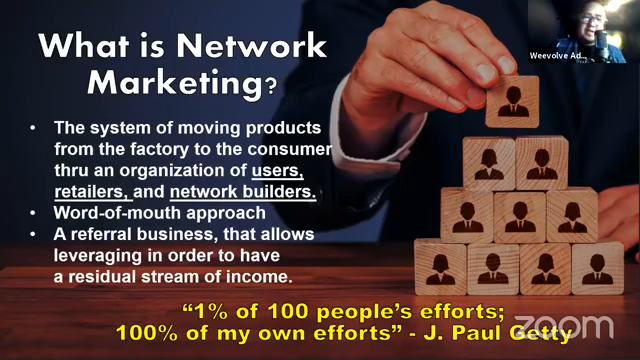 What is Network
Marketing?
Weevolve Ad...
• The system of moving products
from the factory to the consumer
thru an organization of users,
retailers, and network builders.
• Word-of-mouth approach
• A referral business, that allows
leveraging in order to have
a residual stream of income.
“1% of 100 people’s efforts;
100% of my own efforts” - J. Paul Getty
zoom